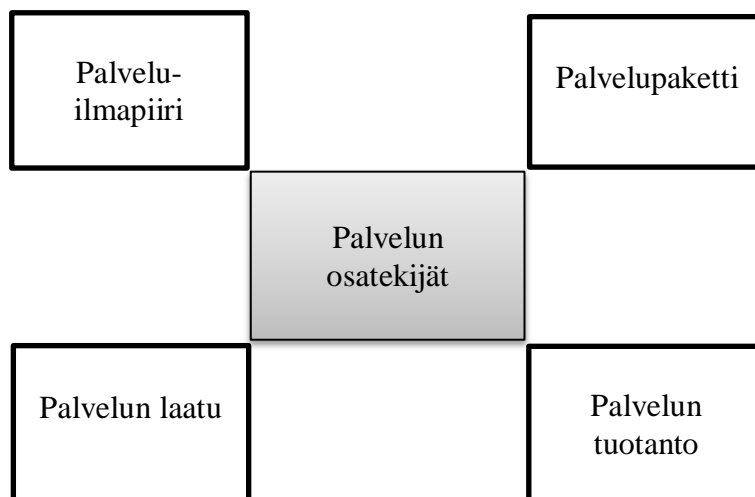 Palvelu-
ilmapiiri
Palvelupaketti
Palvelun
osatekijät
Palvelun laatu
Palvelun
tuotanto